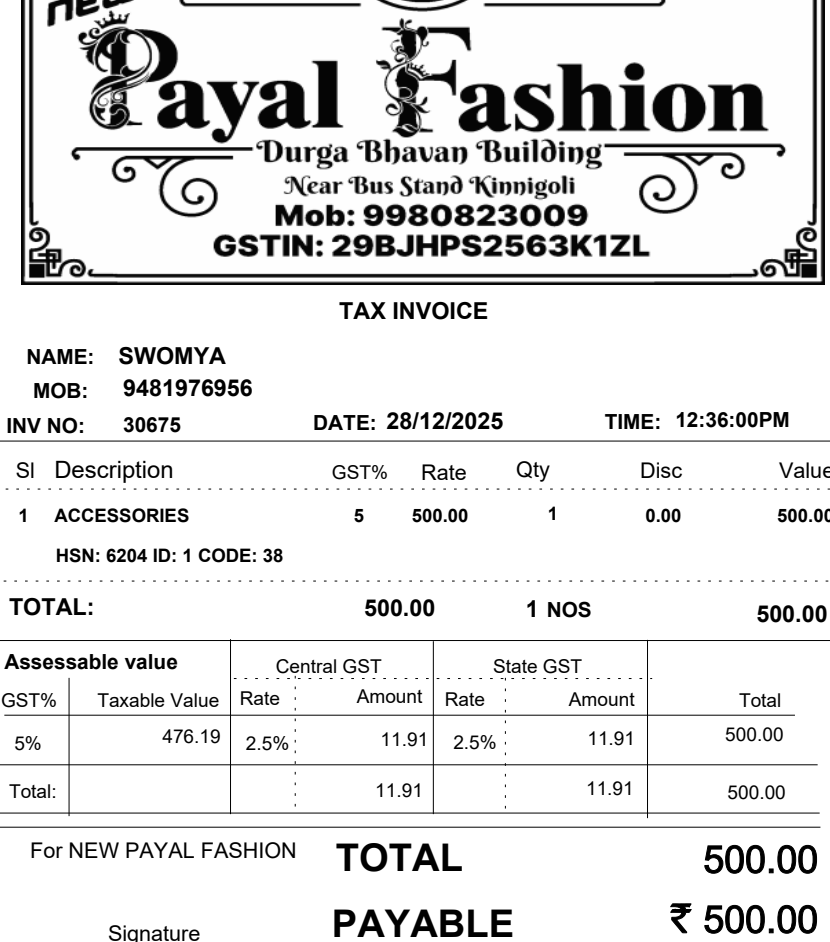 new
Payal Fashion
Durga Bhavan Building
Near Bus Stand Kinnigoli
Mob: 9980823009
GSTIN: 29BJHPS2563K1ZL
TAX INVOICE
NAME: SWOMYA
MOB: 9481976956
INV NO: 30675 DATE: 28/12/2025 TIME: 12:36:00PM
Sl Description GST% Rate Qty Disc Value
1 ACCESSORIES 5 500.00 1 0.00 500.00
HSN: 6204 ID: 1 CODE: 38
TOTAL: 500.00 1 NOS 500.00
Assessable value Central GST State GST
GST% Taxable Value Rate Amount Rate Amount Total
5% 476.19 2.5% 11.91 2.5% 11.91 500.00
Total: 11.91 11.91 500.00
For NEW PAYAL FASHION TOTAL 500.00
Signature PAYABLE ₹ 500.00